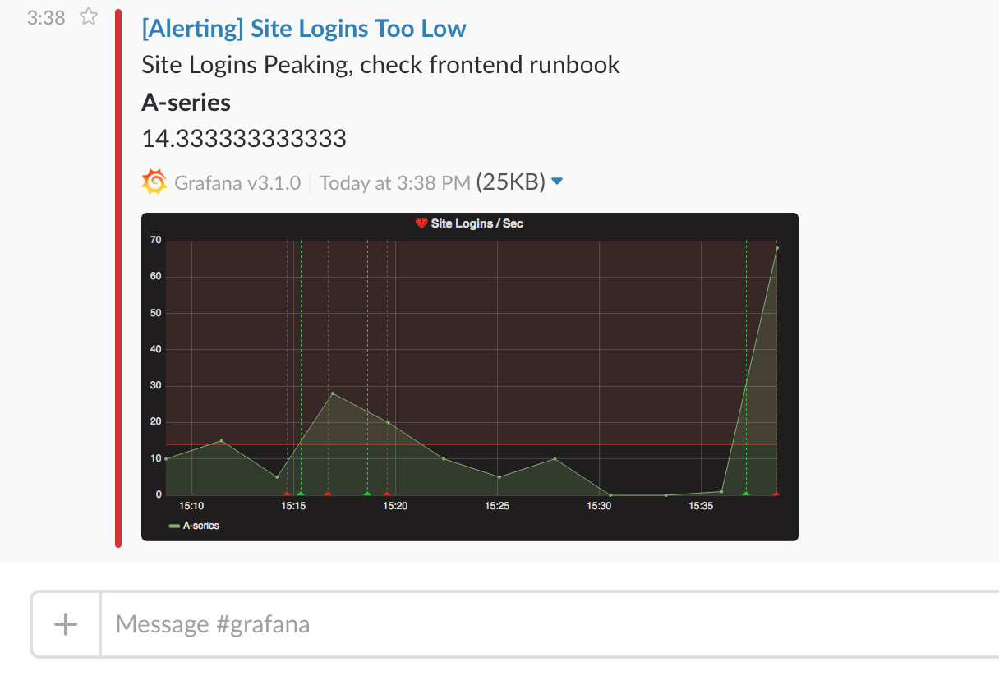 3:38
[Alerting] Site Logins Too Low
Site Logins Peaking, check frontend runbook
A-series
14.333333333333
Grafana v3.1.0 | Today at 3:38 PM (25KB)
Site Logins / Sec
70
60
50
40
30
20
10
0
15:10 15:15 15:20 15:25 15:30 15:35
A-series
Message #grafana